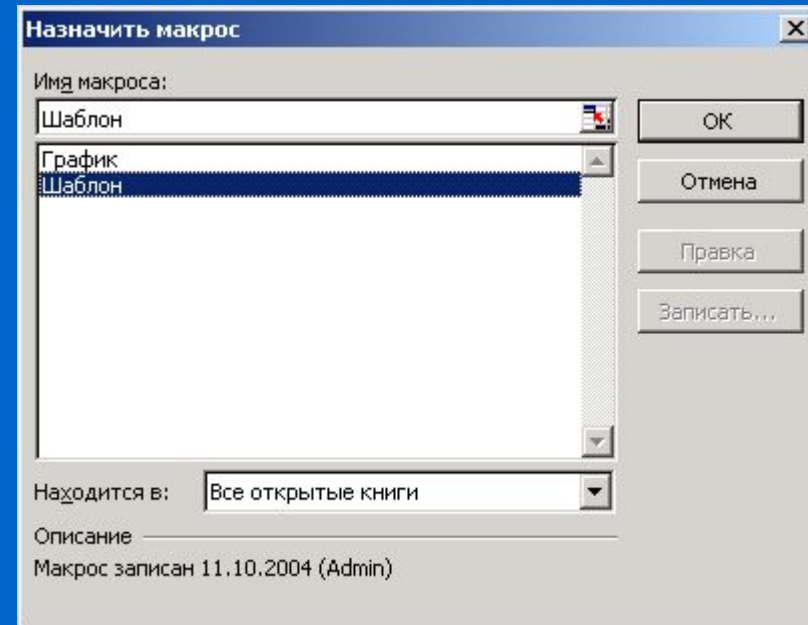 Назначить макрос
Имя макроса:
Шаблон
ОК
График
Шаблон
Отмена
Правка
Записать...
Находится в:
Все открытые книги
Описание
Макрос записан 11.10.2004 (Admin)